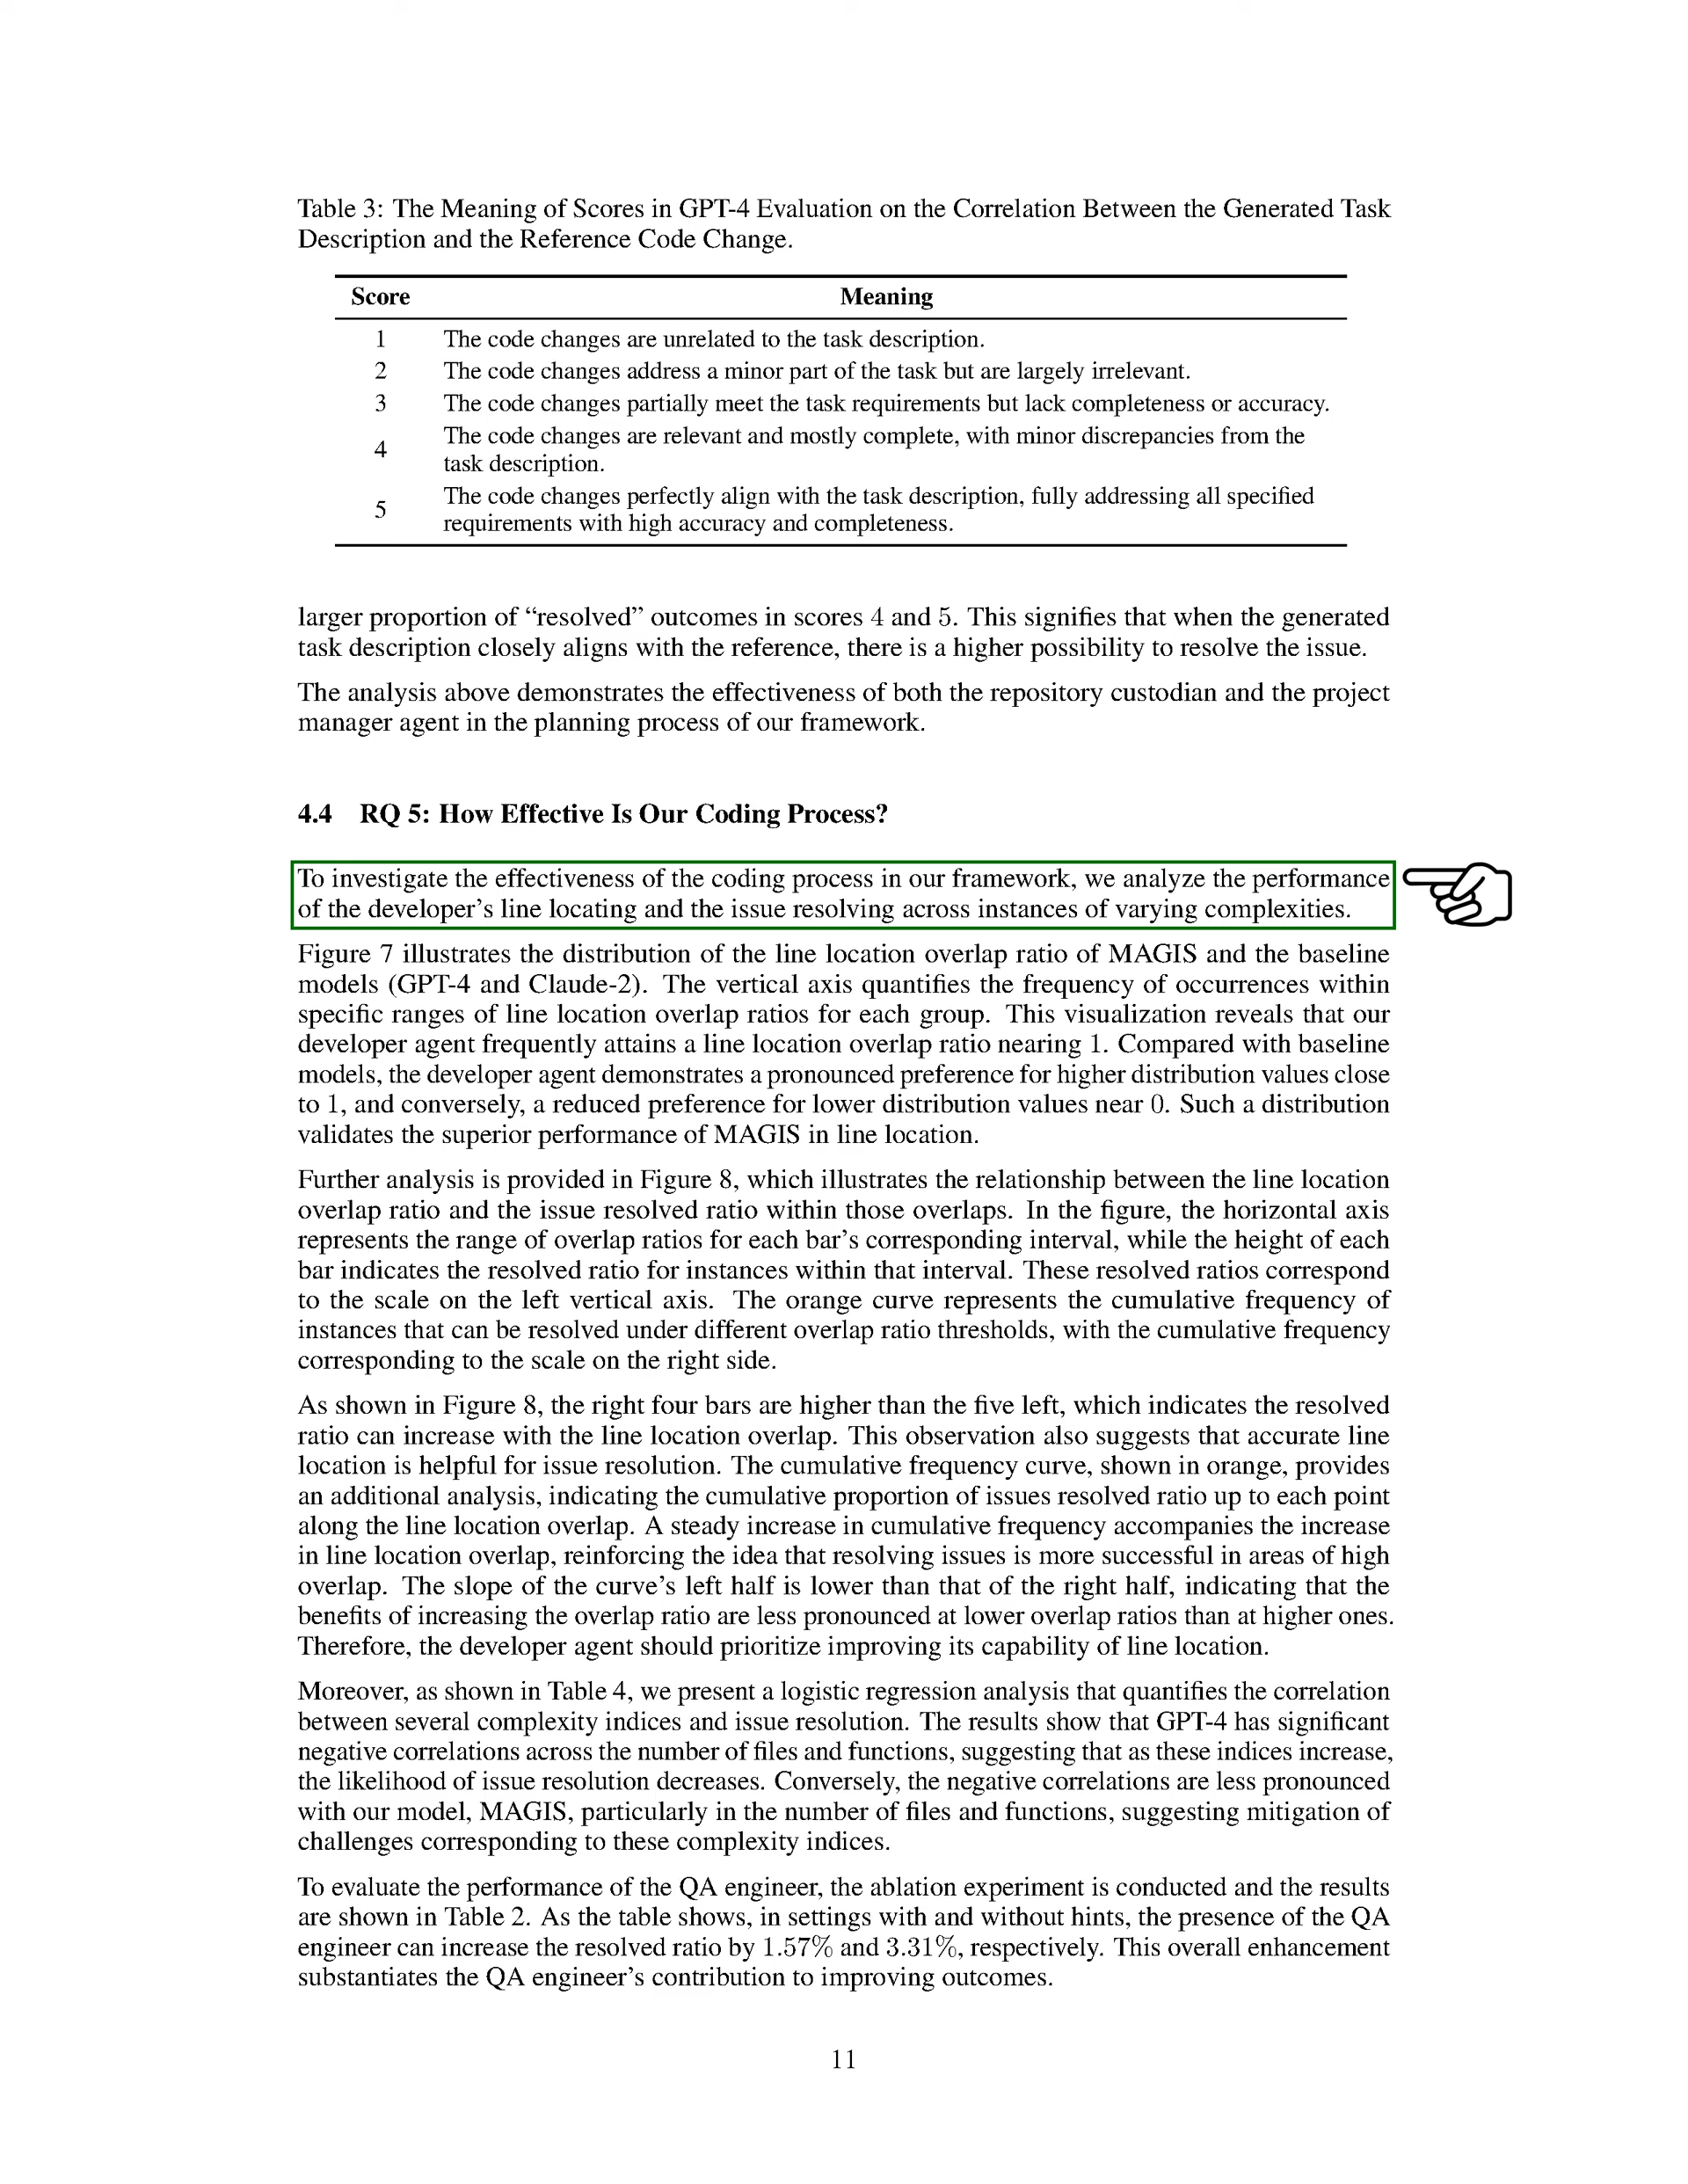 Table 3: The Meaning of Scores in GPT-4 Evaluation on the Correlation Between the Generated Task
Description and the Reference Code Change.
Score Meaning
1 The code changes are unrelated to the task description.
2 The code changes address a minor part of the task but are largely irrelevant.
3 The code changes partially meet the task requirements but lack completeness or accuracy.
4 The code changes are relevant and mostly complete, with minor discrepancies from the
task description.
5 The code changes perfectly align with the task description, fully addressing all specified
requirements with high accuracy and completeness.
larger proportion of “resolved” outcomes in scores 4 and 5. This signifies that when the generated
task description closely aligns with the reference, there is a higher possibility to resolve the issue.
The analysis above demonstrates the effectiveness of both the repository custodian and the project
manager agent in the planning process of our framework.
4.4 RQ 5: How Effective Is Our Coding Process?
To investigate the effectiveness of the coding process in our framework, we analyze the performance
of the developer’s line locating and the issue resolving across instances of varying complexities.
Figure 7 illustrates the distribution of the line location overlap ratio of MAGIS and the baseline
models (GPT-4 and Claude-2). The vertical axis quantifies the frequency of occurrences within
specific ranges of line location overlap ratios for each group. This visualization reveals that our
developer agent frequently attains a line location overlap ratio nearing 1. Compared with baseline
models, the developer agent demonstrates a pronounced preference for higher distribution values close
to 1, and conversely, a reduced preference for lower distribution values near 0. Such a distribution
validates the superior performance of MAGIS in line location.
Further analysis is provided in Figure 8, which illustrates the relationship between the line location
overlap ratio and the issue resolved ratio within those overlaps. In the figure, the horizontal axis
represents the range of overlap ratios for each bar’s corresponding interval, while the height of each
bar indicates the resolved ratio for instances within that interval. These resolved ratios correspond
to the scale on the left vertical axis. The orange curve represents the cumulative frequency of
instances that can be resolved under different overlap ratio thresholds, with the cumulative frequency
corresponding to the scale on the right side.
As shown in Figure 8, the right four bars are higher than the five left, which indicates the resolved
ratio can increase with the line location overlap. This observation also suggests that accurate line
location is helpful for issue resolution. The cumulative frequency curve, shown in orange, provides
an additional analysis, indicating the cumulative proportion of issues resolved ratio up to each point
along the line location overlap. A steady increase in cumulative frequency accompanies the increase
in line location overlap, reinforcing the idea that resolving issues is more successful in areas of high
overlap. The slope of the curve’s left half is lower than that of the right half, indicating that the
benefits of increasing the overlap ratio are less pronounced at lower overlap ratios than at higher ones.
Therefore, the developer agent should prioritize improving its capability of line location.
Moreover, as shown in Table 4, we present a logistic regression analysis that quantifies the correlation
between several complexity indices and issue resolution. The results show that GPT-4 has significant
negative correlations across the number of files and functions, suggesting that as these indices increase,
the likelihood of issue resolution decreases. Conversely, the negative correlations are less pronounced
with our model, MAGIS, particularly in the number of files and functions, suggesting mitigation of
challenges corresponding to these complexity indices.
To evaluate the performance of the QA engineer, the ablation experiment is conducted and the results
are shown in Table 2. As the table shows, in settings with and without hints, the presence of the QA
engineer can increase the resolved ratio by 1.57% and 3.31%, respectively. This overall enhancement
substantiates the QA engineer’s contribution to improving outcomes.
11